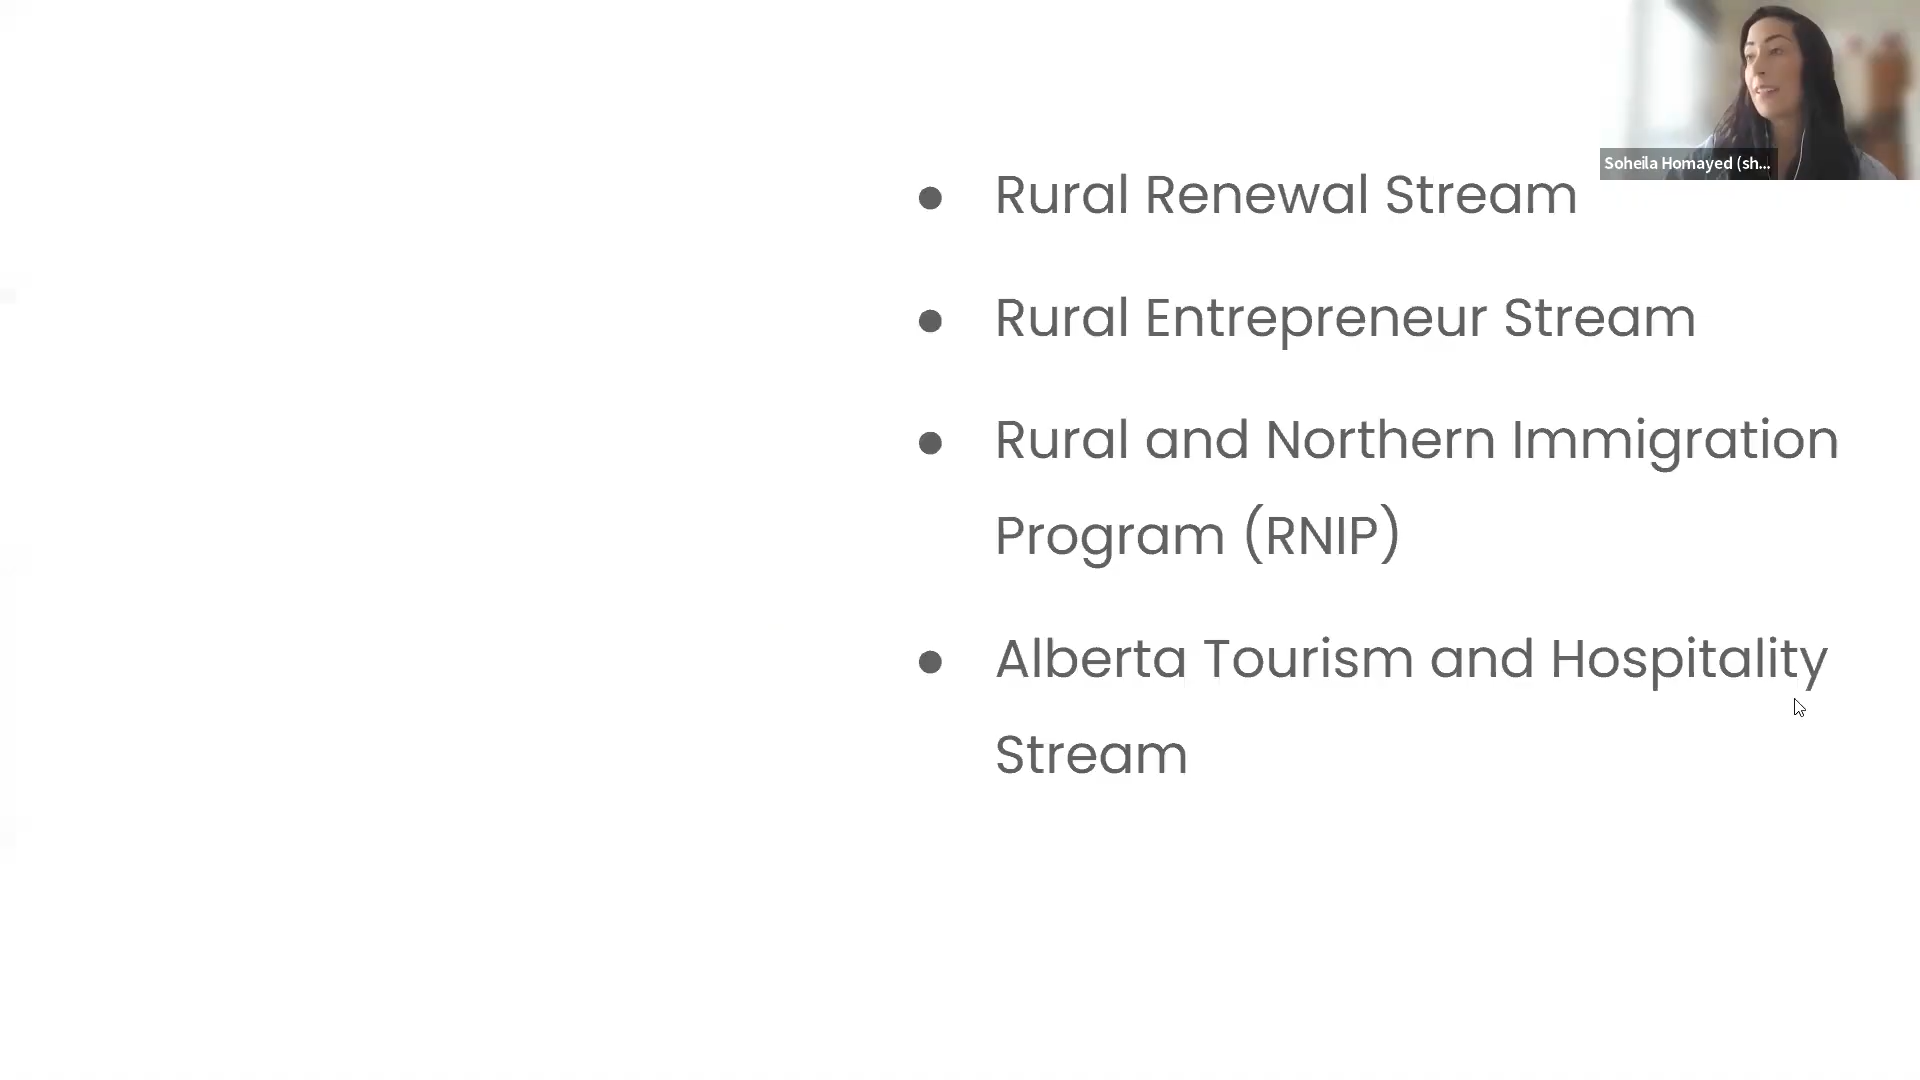 Soheila Homayed (sh...
● Rural Renewal Stream
● Rural Entrepreneur Stream
● Rural and Northern Immigration
Program (RNIP)
● Alberta Tourism and Hospitality
Stream